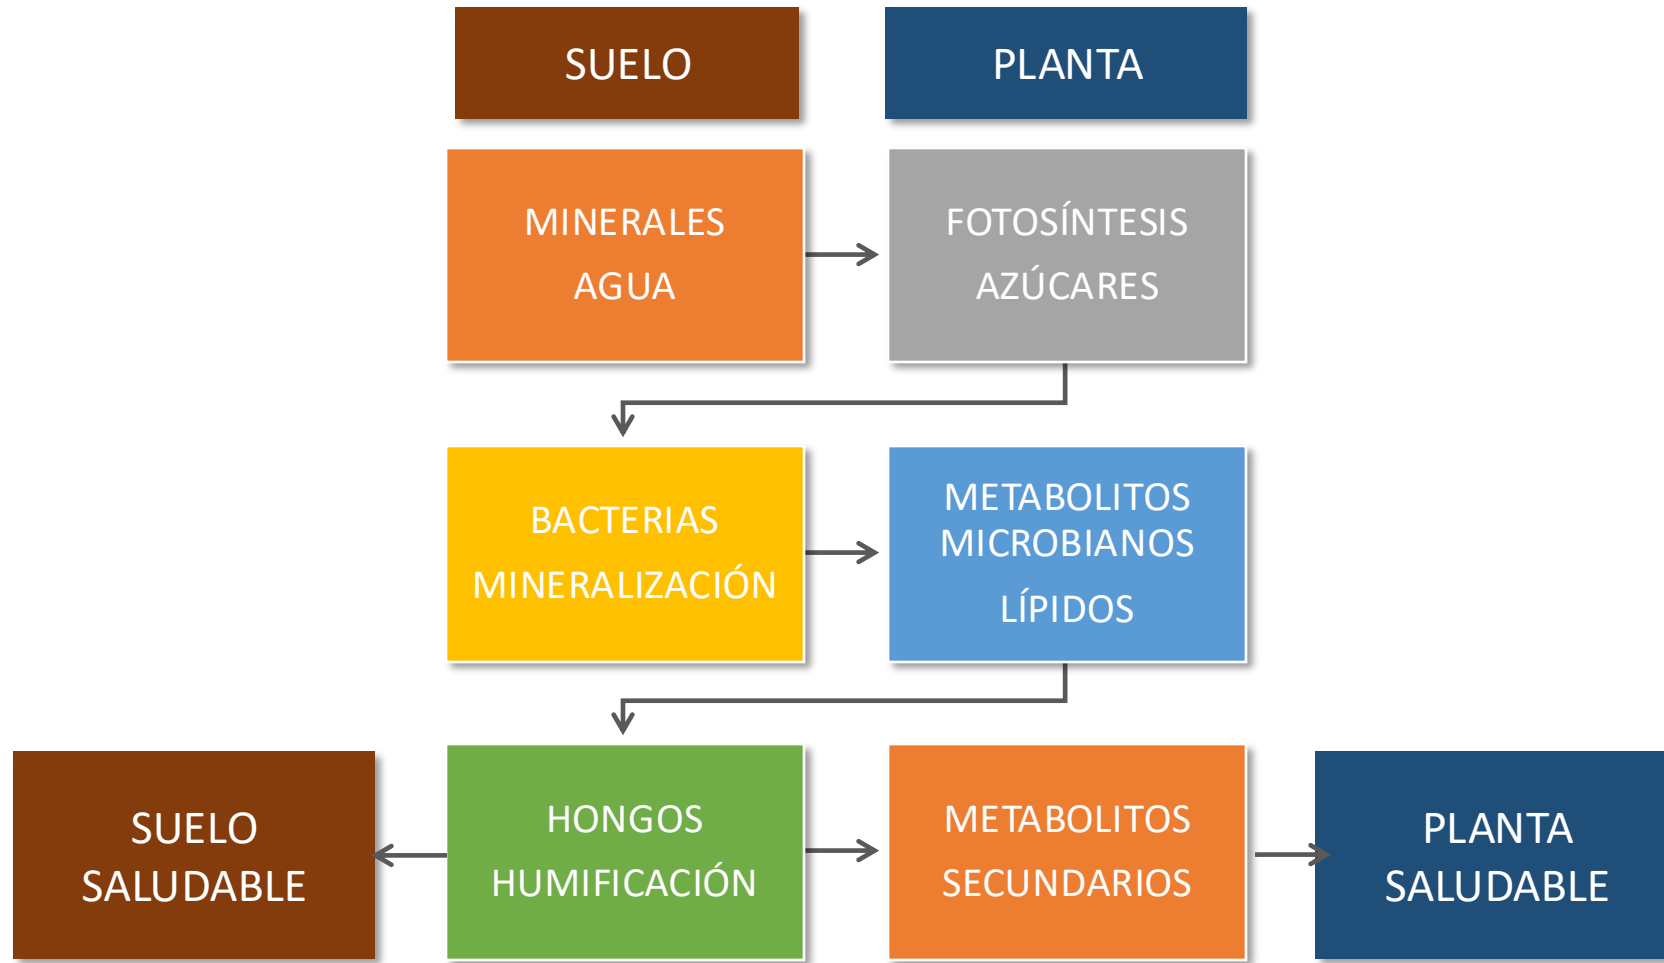 SUELO
PLANTA
MINERALES
AGUA
FOTOSÍNTESIS
AZÚCARES
BACTERIAS
MINERALIZACIÓN
METABOLITOS
MICROBIANOS
LÍPIDOS
SUELO
SALUDABLE
HONGOS
HUMIFICACIÓN
METABOLITOS
SECUNDARIOS
PLANTA
SALUDABLE